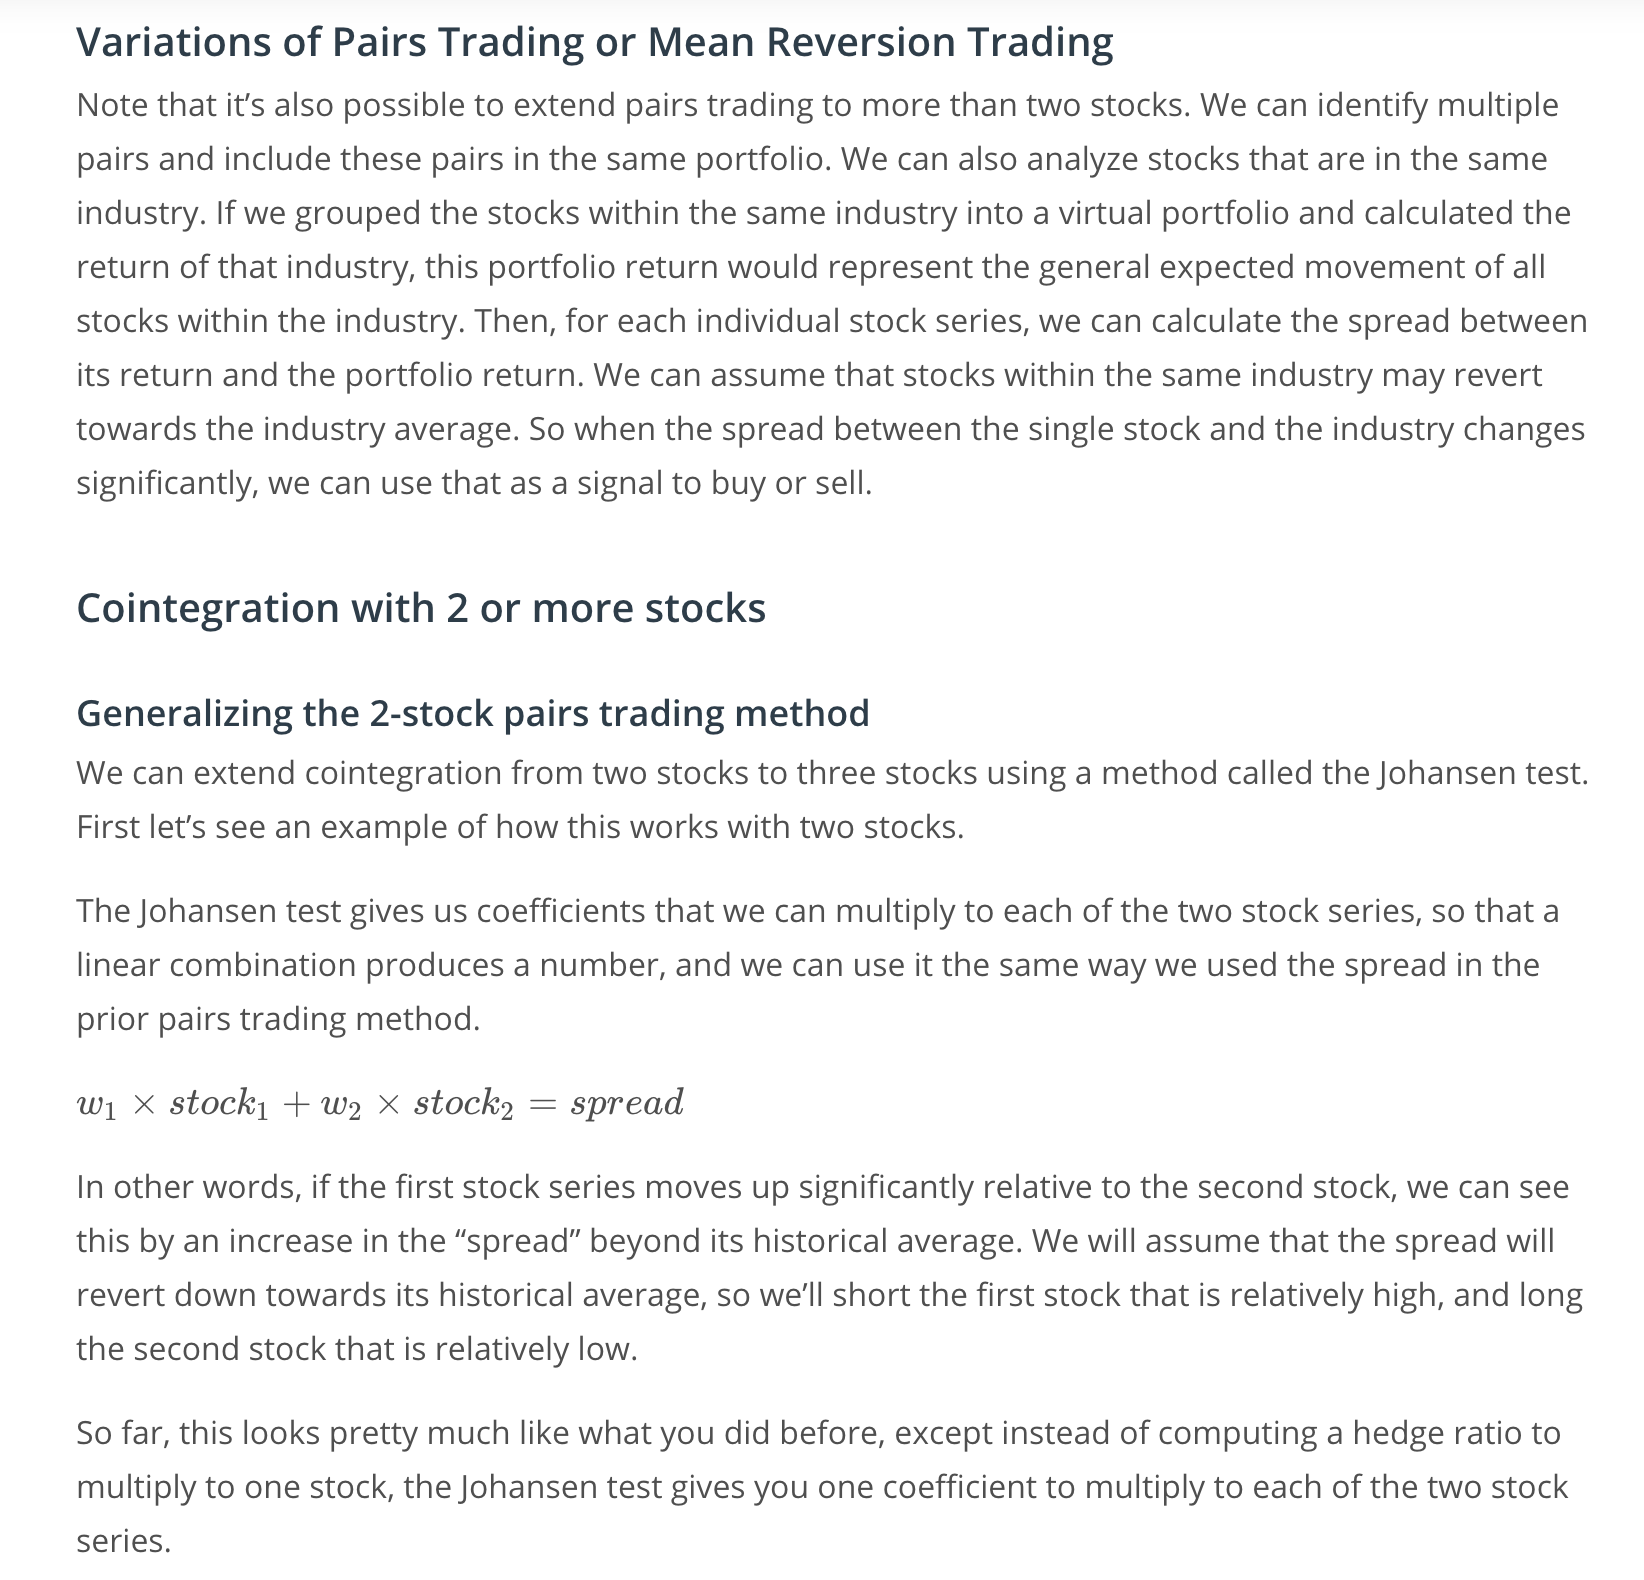 Variations of Pairs Trading or Mean Reversion Trading
Note that it’s also possible to extend pairs trading to more than two stocks. We can identify multiple
pairs and include these pairs in the same portfolio. We can also analyze stocks that are in the same
industry. If we grouped the stocks within the same industry into a virtual portfolio and calculated the
return of that industry, this portfolio return would represent the general expected movement of all
stocks within the industry. Then, for each individual stock series, we can calculate the spread between
its return and the portfolio return. We can assume that stocks within the same industry may revert
towards the industry average. So when the spread between the single stock and the industry changes
significantly, we can use that as a signal to buy or sell.
Cointegration with 2 or more stocks
Generalizing the 2-stock pairs trading method
We can extend cointegration from two stocks to three stocks using a method called the Johansen test.
First let’s see an example of how this works with two stocks.
The Johansen test gives us coefficients that we can multiply to each of the two stock series, so that a
linear combination produces a number, and we can use it the same way we used the spread in the
prior pairs trading method.
w₁ × stock₁ + w₂ × stock₂ = spread
In other words, if the first stock series moves up significantly relative to the second stock, we can see
this by an increase in the “spread” beyond its historical average. We will assume that the spread will
revert down towards its historical average, so we’ll short the first stock that is relatively high, and long
the second stock that is relatively low.
So far, this looks pretty much like what you did before, except instead of computing a hedge ratio to
multiply to one stock, the Johansen test gives you one coefficient to multiply to each of the two stock
series.